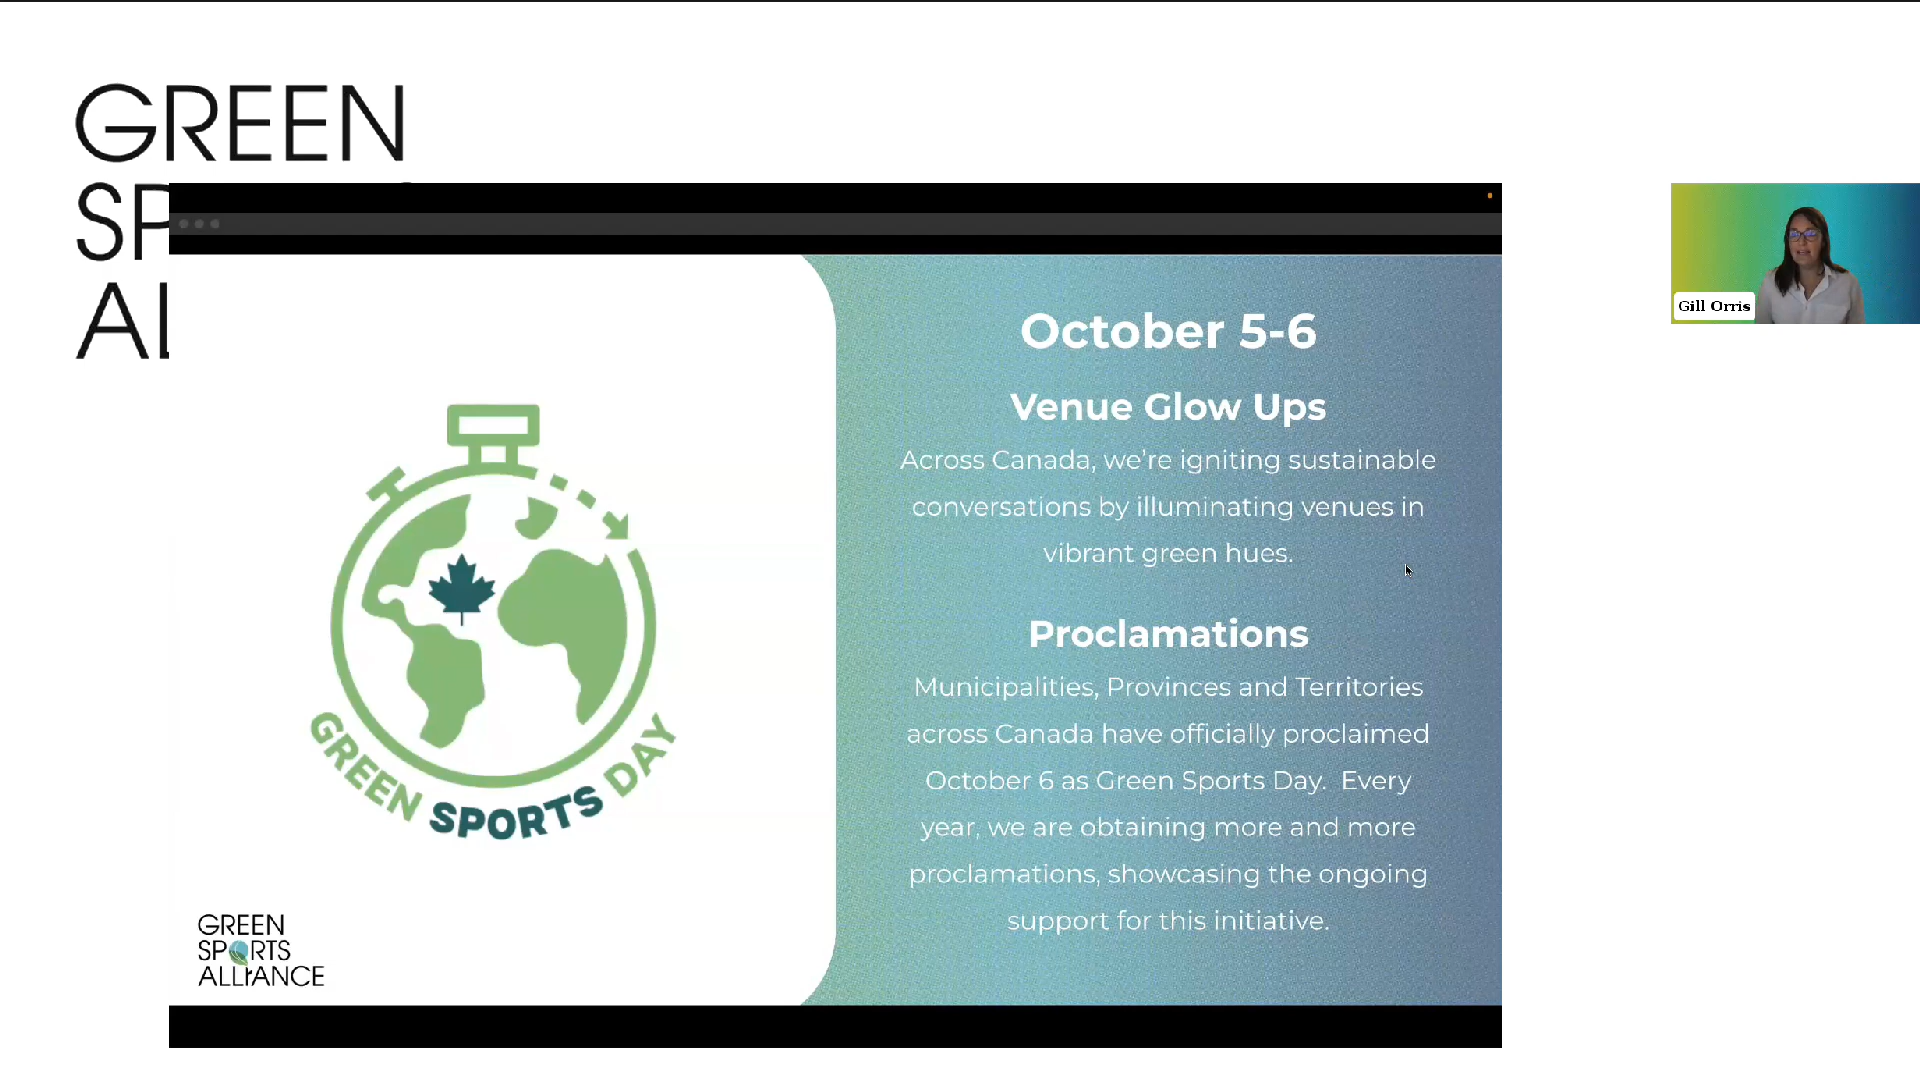 GREEN
SP
AL
October 5-6
Venue Glow Ups
Across Canada, we’re igniting sustainable
conversations by illuminating venues in
vibrant green hues.
Proclamations
Municipalities, Provinces and Territories
across Canada have officially proclaimed
October 6 as Green Sports Day. Every
year, we are obtaining more and more
proclamations, showcasing the ongoing
support for this initiative.
GREEN SPORTS DAY
GREEN
SPORTS
ALLIANCE
Gill Orris